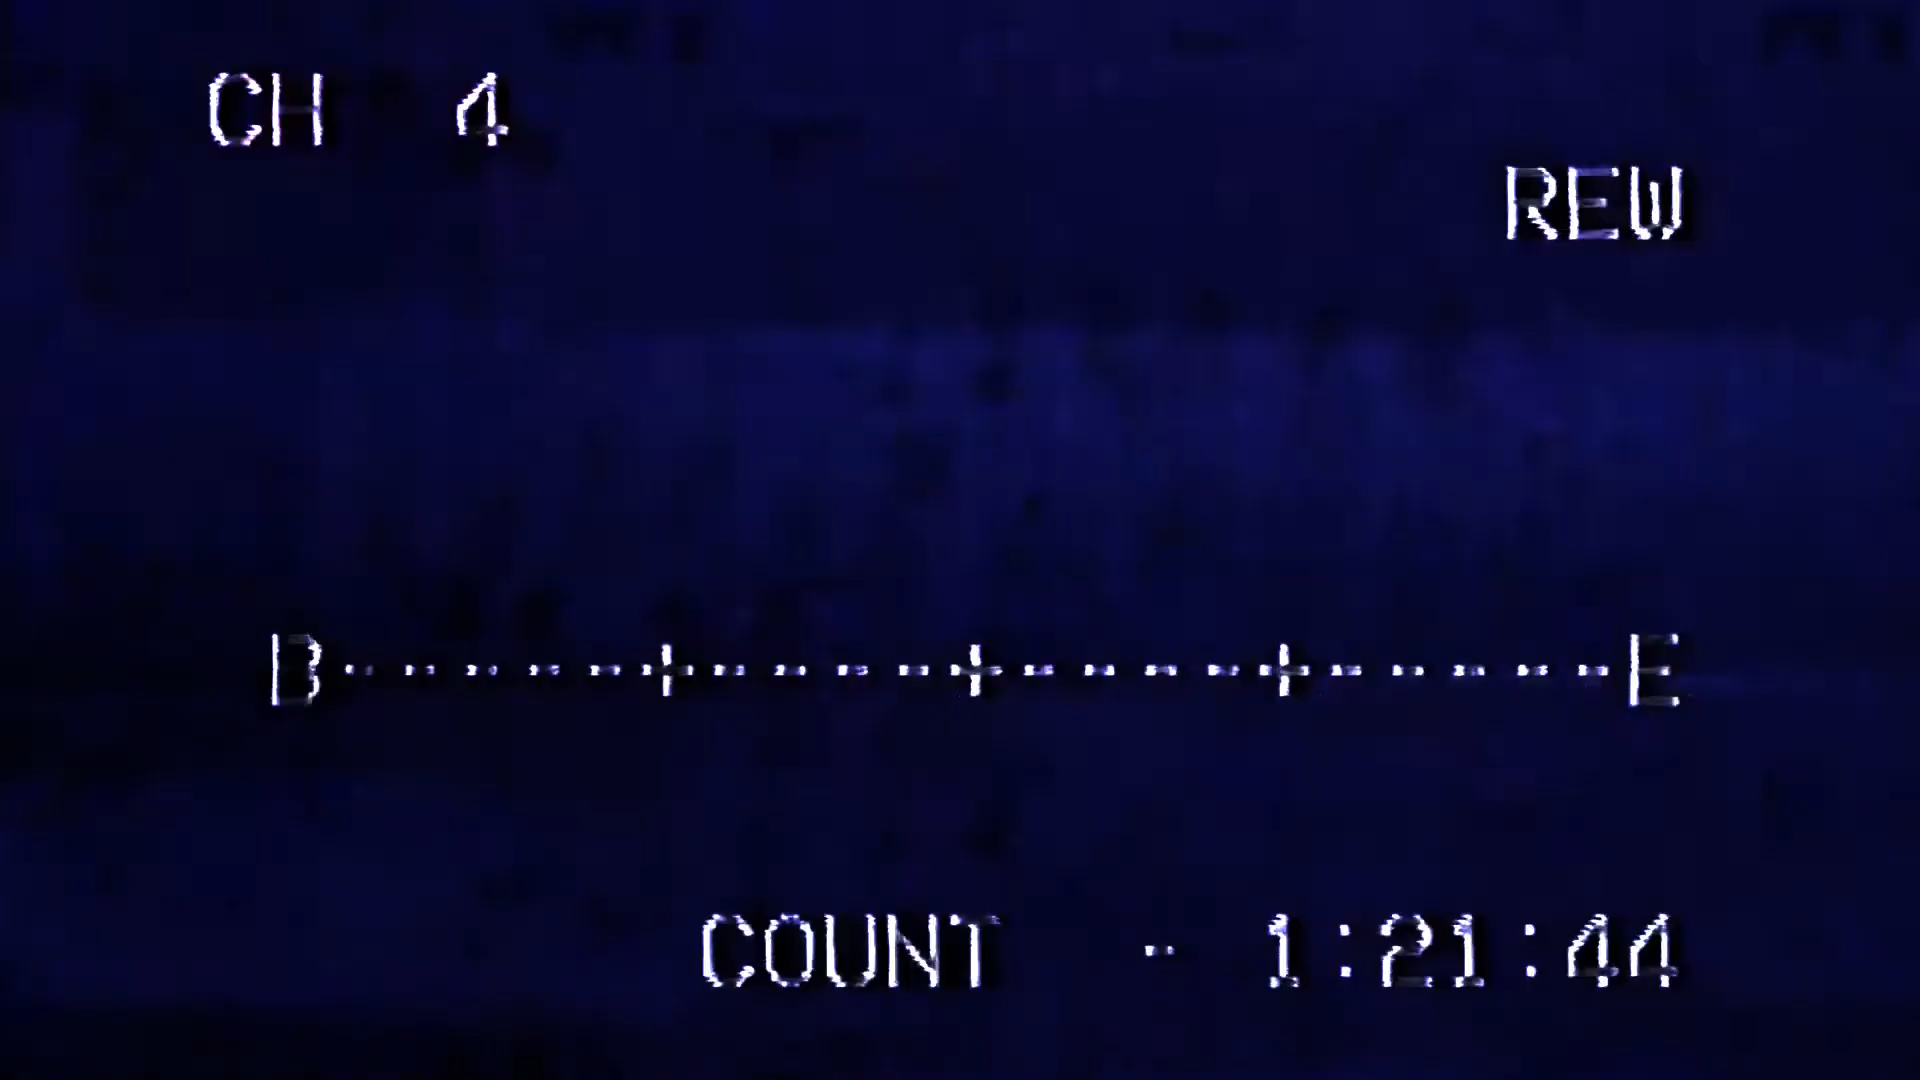 CH 4
REW
B - - - - - + - - - - + - - - - + - - - - - E
COUNT - 1:21:44